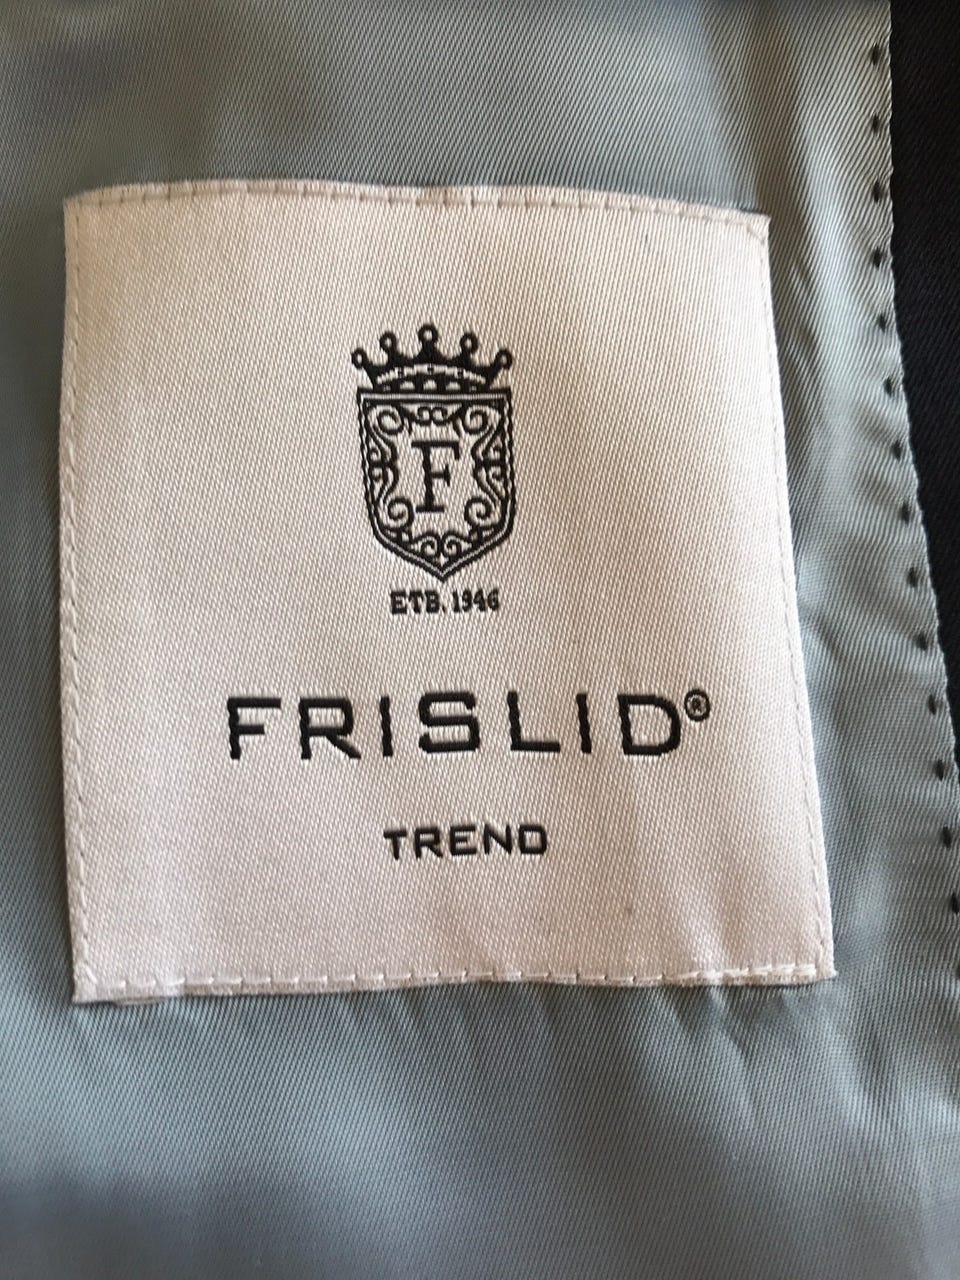 F
ETB. 1946
FRISLID®
TREND